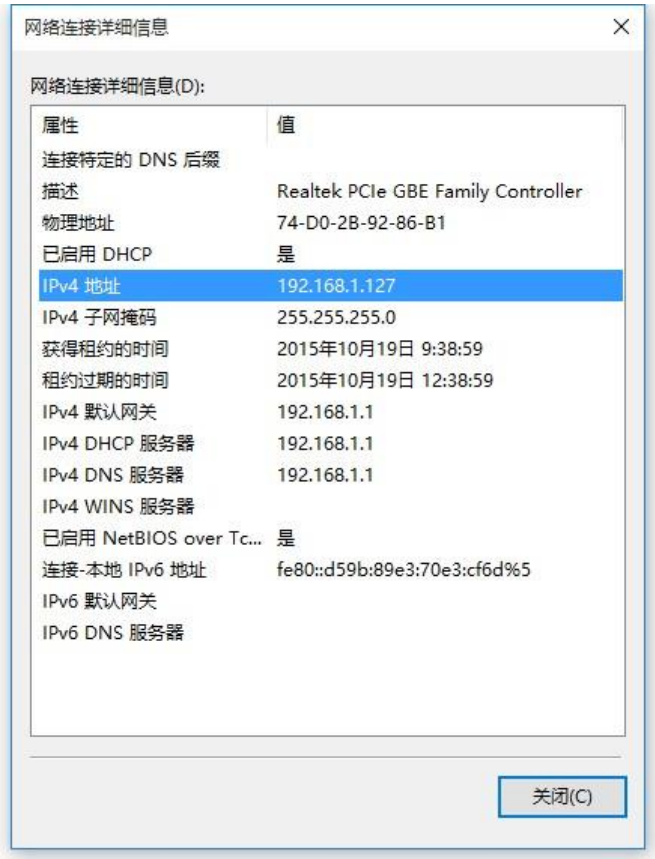 网络连接详细信息
网络连接详细信息(D):
属性 值
连接特定的 DNS 后缀
描述 Realtek PCIe GBE Family Controller
物理地址 74-D0-2B-92-86-B1
已启用 DHCP 是
IPv4 地址 192.168.1.127
IPv4 子网掩码 255.255.255.0
获得租约的时间 2015年10月19日 9:38:59
租约过期的时间 2015年10月19日 12:38:59
IPv4 默认网关 192.168.1.1
IPv4 DHCP 服务器 192.168.1.1
IPv4 DNS 服务器 192.168.1.1
IPv4 WINS 服务器
已启用 NetBIOS over Tc... 是
连接-本地 IPv6 地址 fe80::d59b:89e3:70e3:cf6d%5
IPv6 默认网关
IPv6 DNS 服务器
关闭(C)